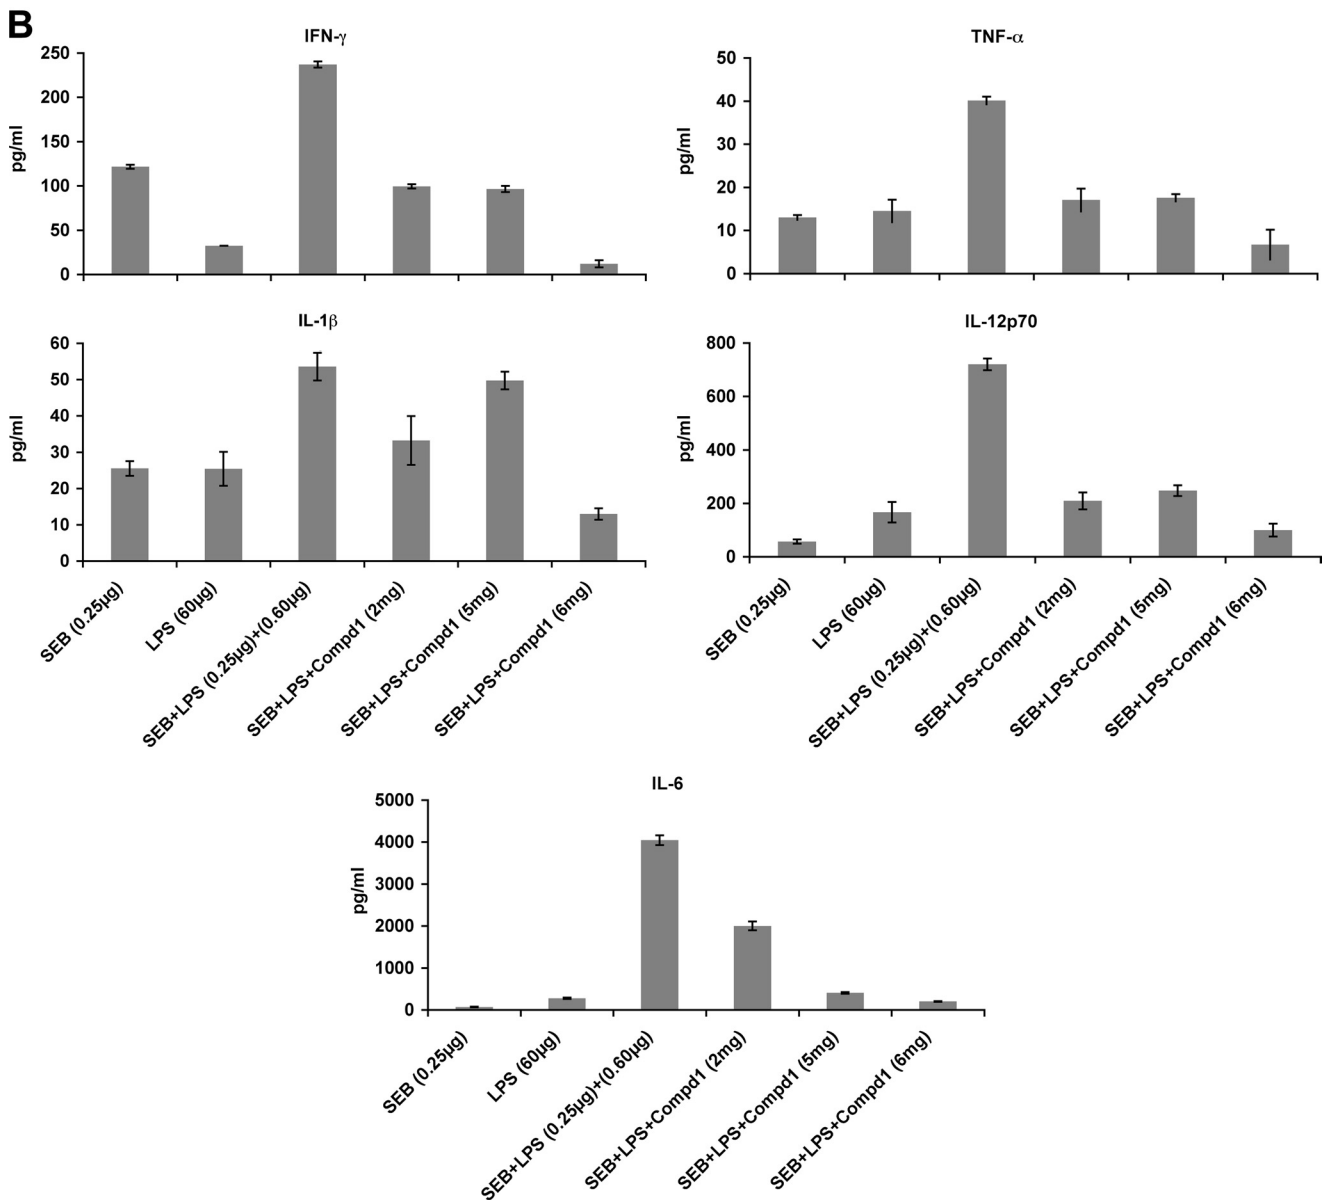 B
IFN-γ
pg/ml
250
200
150
100
50
0
TNF-α
pg/ml
50
40
30
20
10
0
IL-1β
pg/ml
60
50
40
30
20
10
0
SEB (0.25µg)
LPS (60µg)
SEB+LPS (0.25µg)+(0.60µg)
SEB+LPS+Compd1 (2mg)
SEB+LPS+Compd1 (5mg)
SEB+LPS+Compd1 (6mg)
IL-12p70
pg/ml
800
600
400
200
0
SEB (0.25µg)
LPS (60µg)
SEB+LPS (0.25µg)+(0.60µg)
SEB+LPS+Compd1 (2mg)
SEB+LPS+Compd1 (5mg)
SEB+LPS+Compd1 (6mg)
IL-6
pg/ml
5000
4000
3000
2000
1000
0
SEB (0.25µg)
LPS (60µg)
SEB+LPS (0.25µg)+(0.60µg)
SEB+LPS+Compd1 (2mg)
SEB+LPS+Compd1 (5mg)
SEB+LPS+Compd1 (6mg)